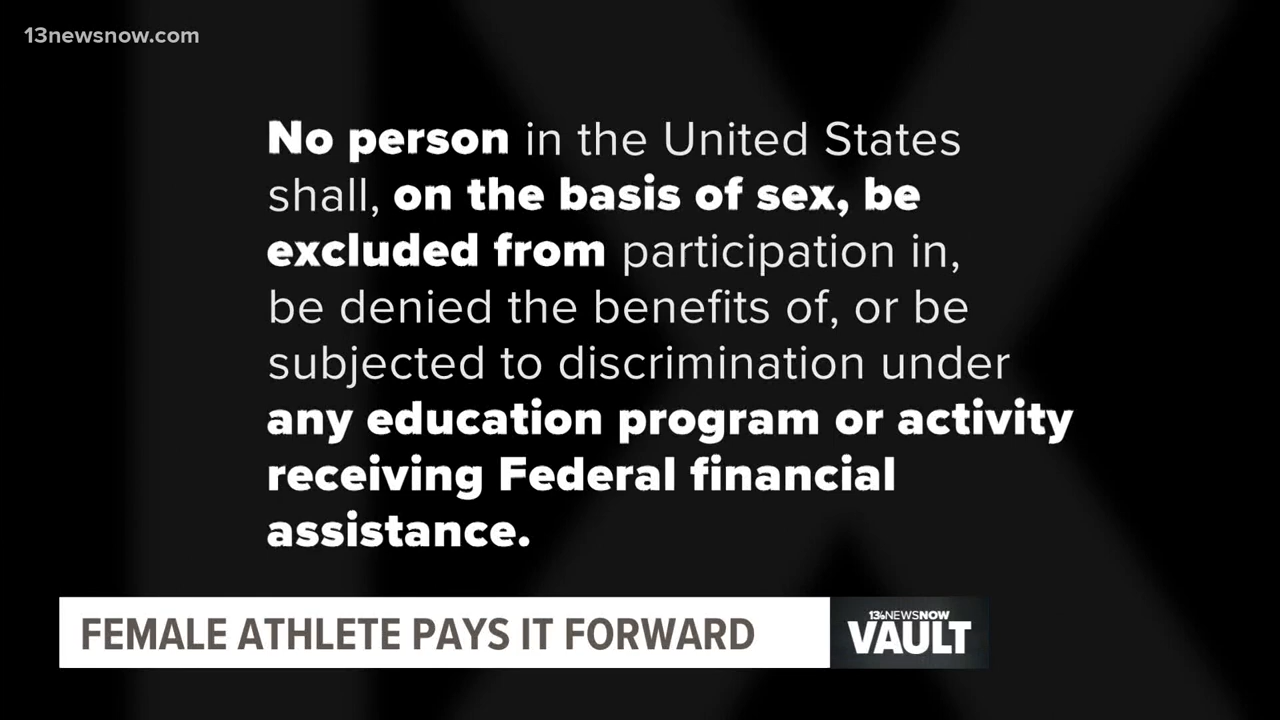 13newsnow.com
No person in the United States
shall, on the basis of sex, be
excluded from participation in,
be denied the benefits of, or be
subjected to discrimination under
any education program or activity
receiving Federal financial
assistance.
FEMALE ATHLETE PAYS IT FORWARD
13NEWSNOW
VAULT